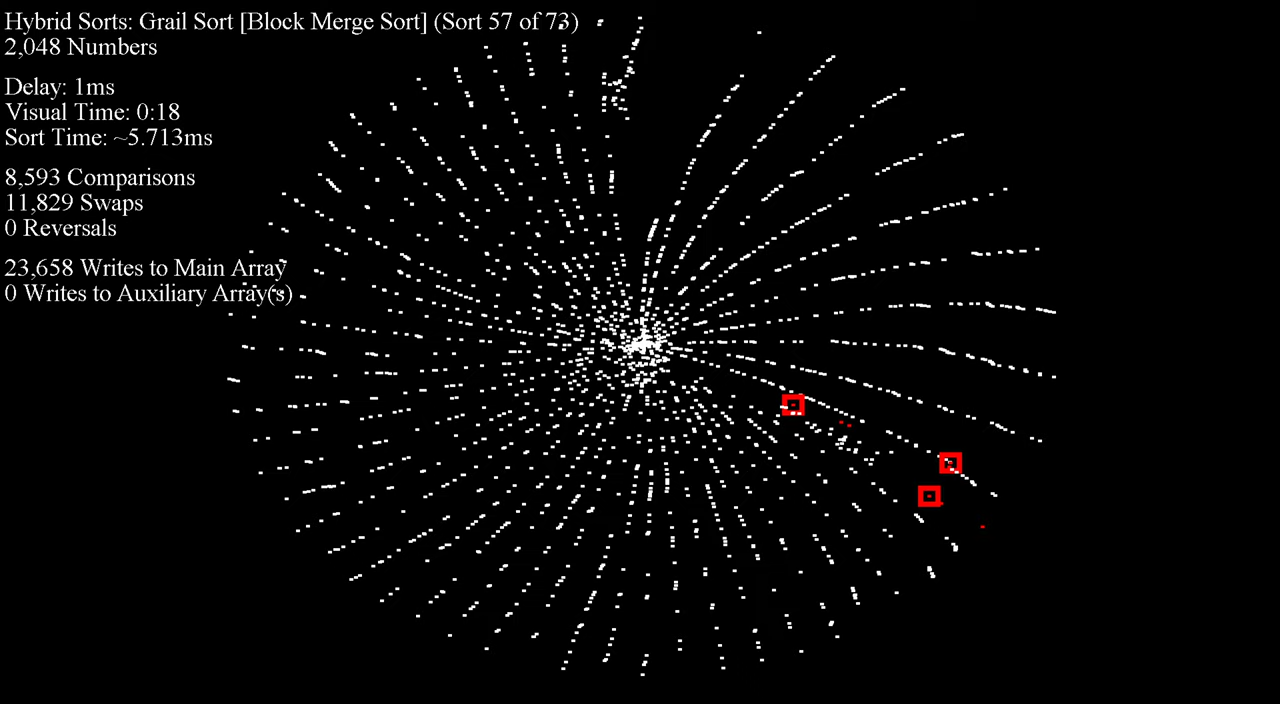 Hybrid Sorts: Grail Sort [Block Merge Sort] (Sort 57 of 73)
2,048 Numbers
Delay: 1ms
Visual Time: 0:18
Sort Time: ~5.713ms
8,593 Comparisons
11,829 Swaps
0 Reversals
23,658 Writes to Main Array
0 Writes to Auxiliary Array(s)